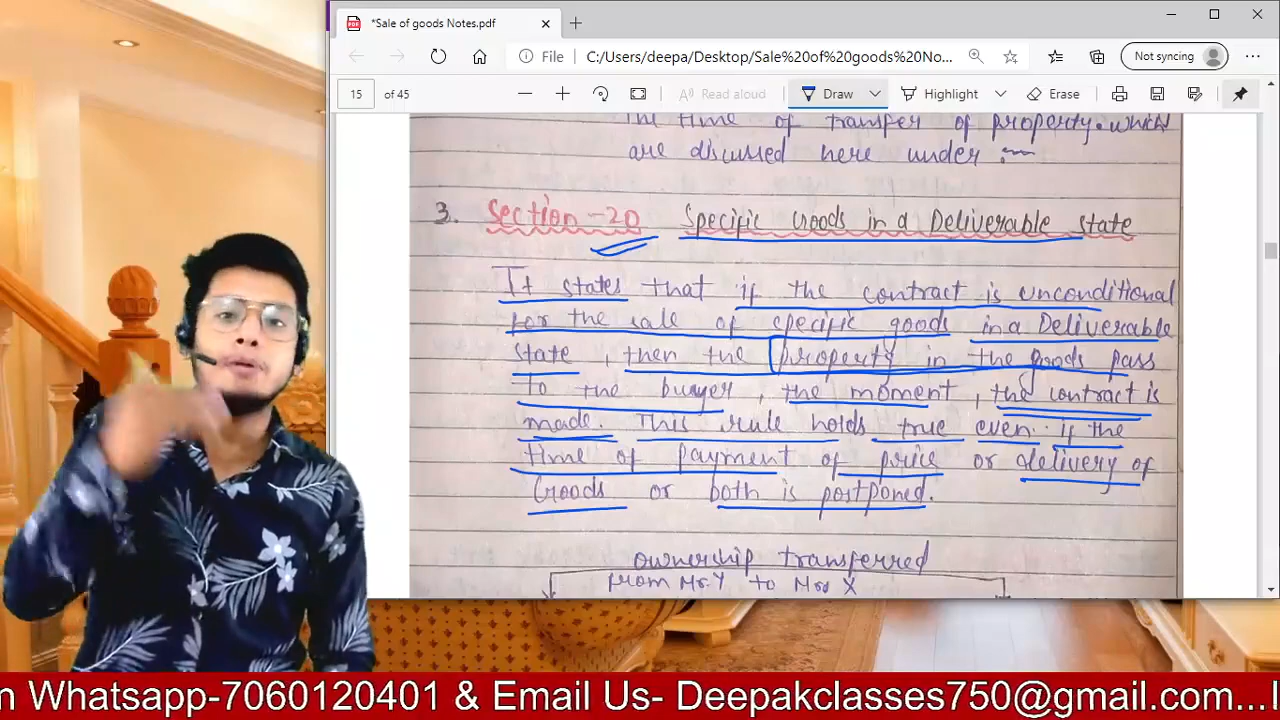 *Sale of goods Notes.pdf
File
C:/Users/deepa/Desktop/Sale%20of%20goods%20No...
Not syncing
15 of 45
Read aloud
Draw
Highlight
Erase
the time of transfer of property. which
are discussed here under :-
3. Section-20 Specific Goods in a Deliverable state
It states that if the contract is unconditional
for the sale of specific goods in a Deliverable
state, then the property in the goods pass
to the buyer, the moment, the contract is
made. This rule holds true even if the
time of payment of price or delivery of
Goods or both is postponed.
ownership transferred
from Mr. Y to Mr. X
m Whatsapp-7060120401 & Email Us- Deepakclasses750@gmail.com...I